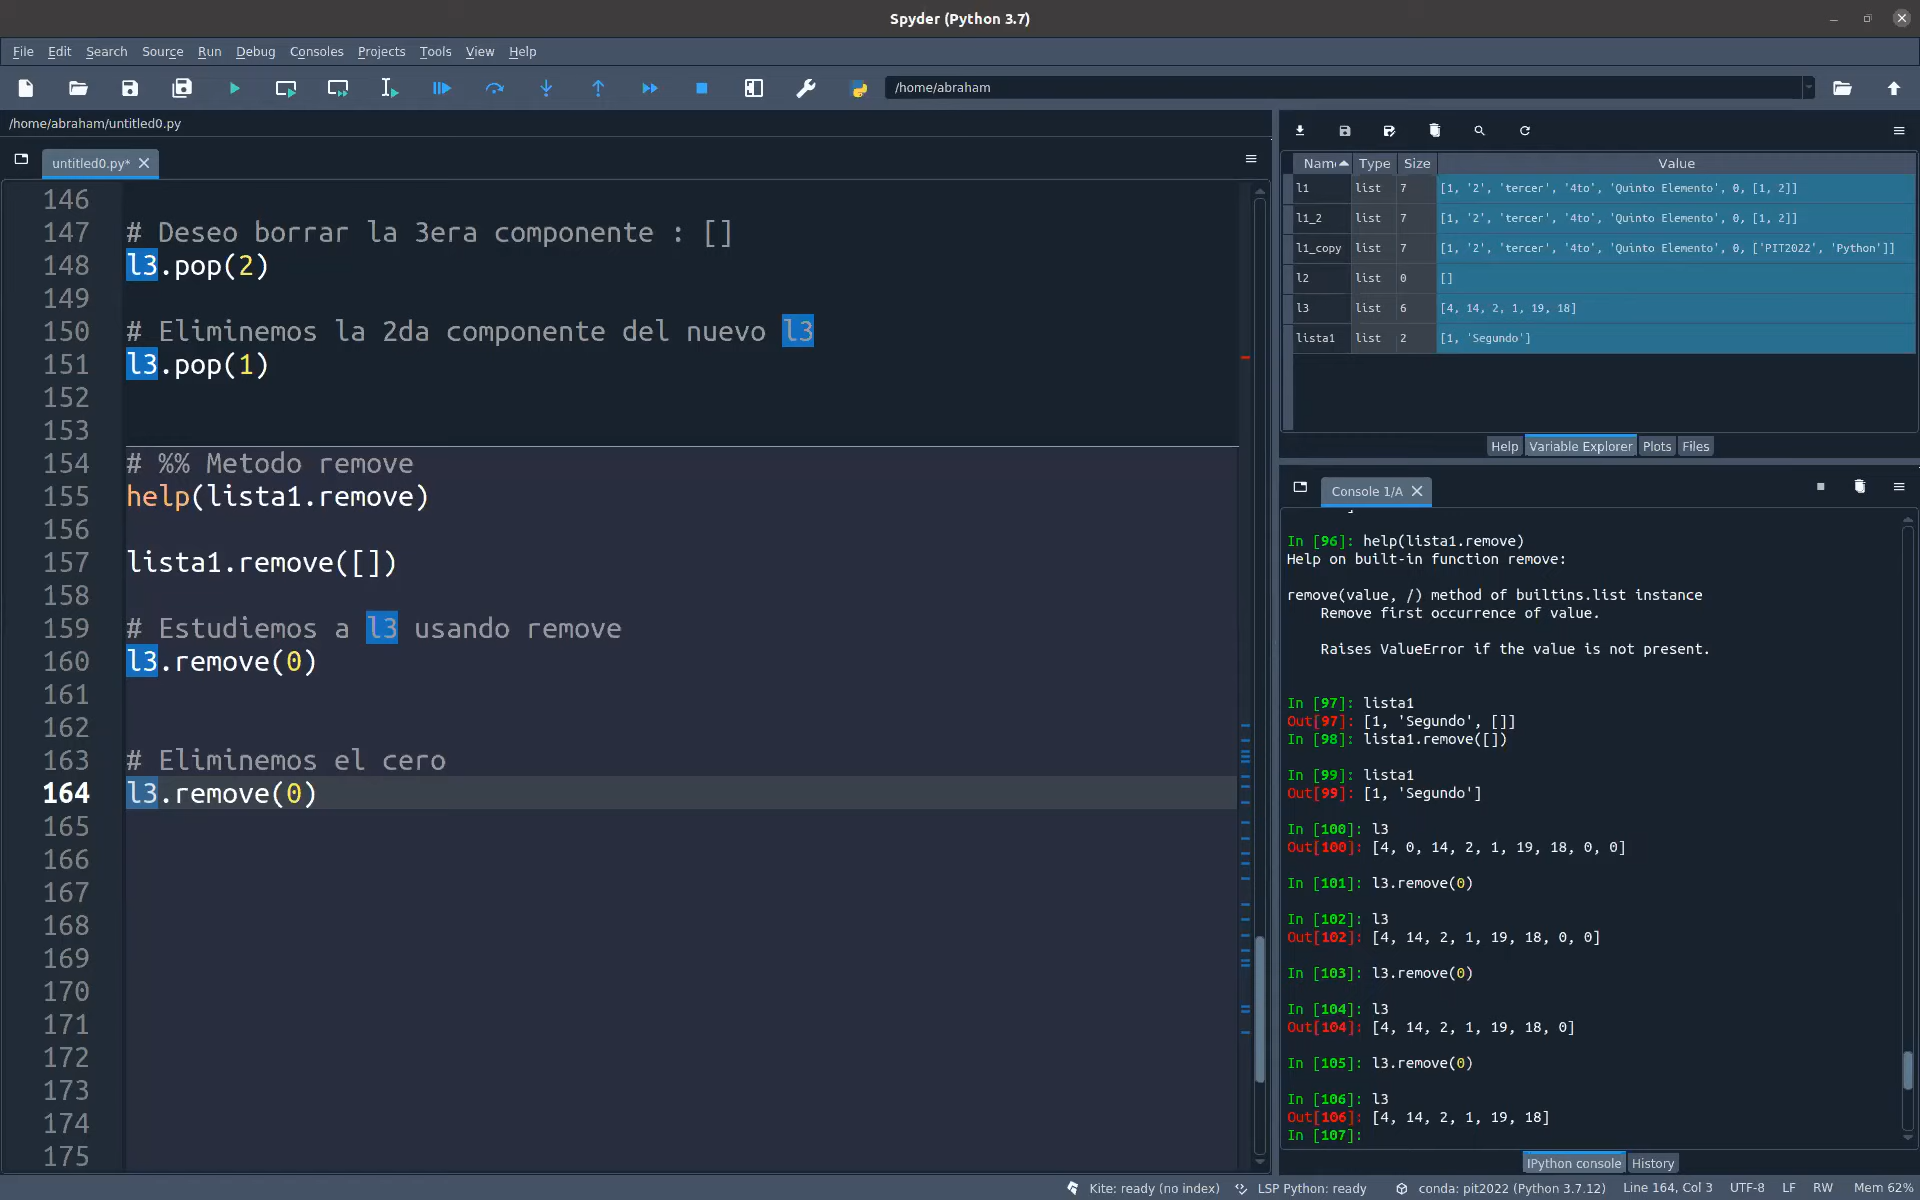 Spyder (Python 3.7)
File Edit Search Source Run Debug Consoles Projects Tools View Help
/home/abraham
/home/abraham/untitled0.py
untitled0.py*
146
147 # Deseo borrar la 3era componente : []
148 l3.pop(2)
149
150 # Eliminemos la 2da componente del nuevo l3
151 l3.pop(1)
152
153
154 # %% Metodo remove
155 help(lista1.remove)
156
157 lista1.remove([])
158
159 # Estudiemos a l3 usando remove
160 l3.remove(0)
161
162
163 # Eliminemos el cero
164 l3.remove(0)
165
166
167
168
169
170
171
172
173
174
175
Name Type Size Value
l1 list 7 [1, '2', 'tercer', '4to', 'Quinto Elemento', 0, [1, 2]]
l1_2 list 7 [1, '2', 'tercer', '4to', 'Quinto Elemento', 0, [1, 2]]
l1_copy list 7 [1, '2', 'tercer', '4to', 'Quinto Elemento', 0, ['PIT2022', 'Python']]
l2 list 0 []
l3 list 6 [4, 14, 2, 1, 19, 18]
lista1 list 2 [1, 'Segundo']
Help Variable Explorer Plots Files
Console 1/A
In [96]: help(lista1.remove)
Help on built-in function remove:
remove(value, /) method of builtins.list instance
Remove first occurrence of value.
Raises ValueError if the value is not present.
In [97]: lista1
Out[97]: [1, 'Segundo', []]
In [98]: lista1.remove([])
In [99]: lista1
Out[99]: [1, 'Segundo']
In [100]: l3
Out[100]: [4, 0, 14, 2, 1, 19, 18, 0, 0]
In [101]: l3.remove(0)
In [102]: l3
Out[102]: [4, 14, 2, 1, 19, 18, 0, 0]
In [103]: l3.remove(0)
In [104]: l3
Out[104]: [4, 14, 2, 1, 19, 18, 0]
In [105]: l3.remove(0)
In [106]: l3
Out[106]: [4, 14, 2, 1, 19, 18]
In [107]:
IPython console History
Kite: ready (no index) LSP Python: ready conda: pit2022 (Python 3.7.12) Line 164, Col 3 UTF-8 LF RW Mem 62%